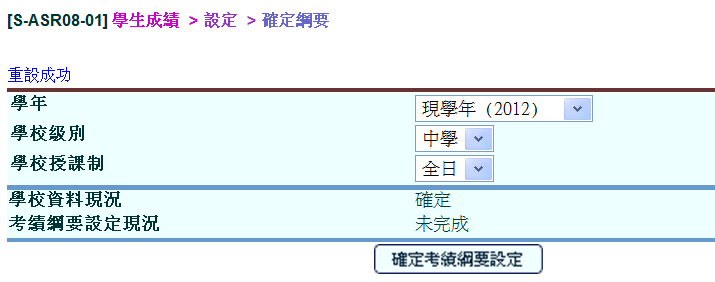 [S-ASR08-01] 學生成績 > 設定 > 確定綱要
重設成功
學年 現學年（2012）
學校級別 中學
學校授課制 全日
學校資料現況 確定
考績綱要設定現況 未完成
確定考績綱要設定